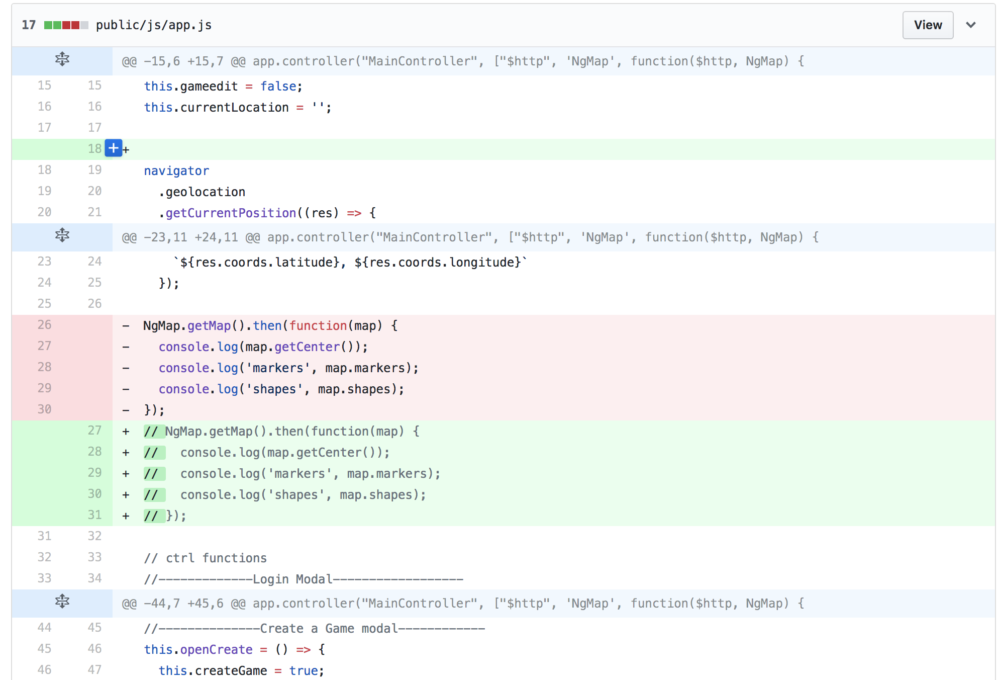 17 public/js/app.js View
@@ -15,6 +15,7 @@ app.controller("MainController", ["$http", 'NgMap', function($http, NgMap) {
15 15 this.gameedit = false;
16 16 this.currentLocation = '';
17 17
18 + +
18 19 navigator
19 20 .geolocation
20 21 .getCurrentPosition((res) => {
@@ -23,11 +24,11 @@ app.controller("MainController", ["$http", 'NgMap', function($http, NgMap) {
23 24 `${res.coords.latitude}, ${res.coords.longitude}`
24 25 });
25 26
26 - NgMap.getMap().then(function(map) {
27 - console.log(map.getCenter());
28 - console.log('markers', map.markers);
29 - console.log('shapes', map.shapes);
30 - });
27 + // NgMap.getMap().then(function(map) {
28 + // console.log(map.getCenter());
29 + // console.log('markers', map.markers);
30 + // console.log('shapes', map.shapes);
31 + // });
31 32
32 33 // ctrl functions
33 34 //-------------Login Modal------------------
@@ -44,7 +45,6 @@ app.controller("MainController", ["$http", 'NgMap', function($http, NgMap) {
44 45 //--------------Create a Game modal------------
45 46 this.openCreate = () => {
46 47 this.createGame = true;